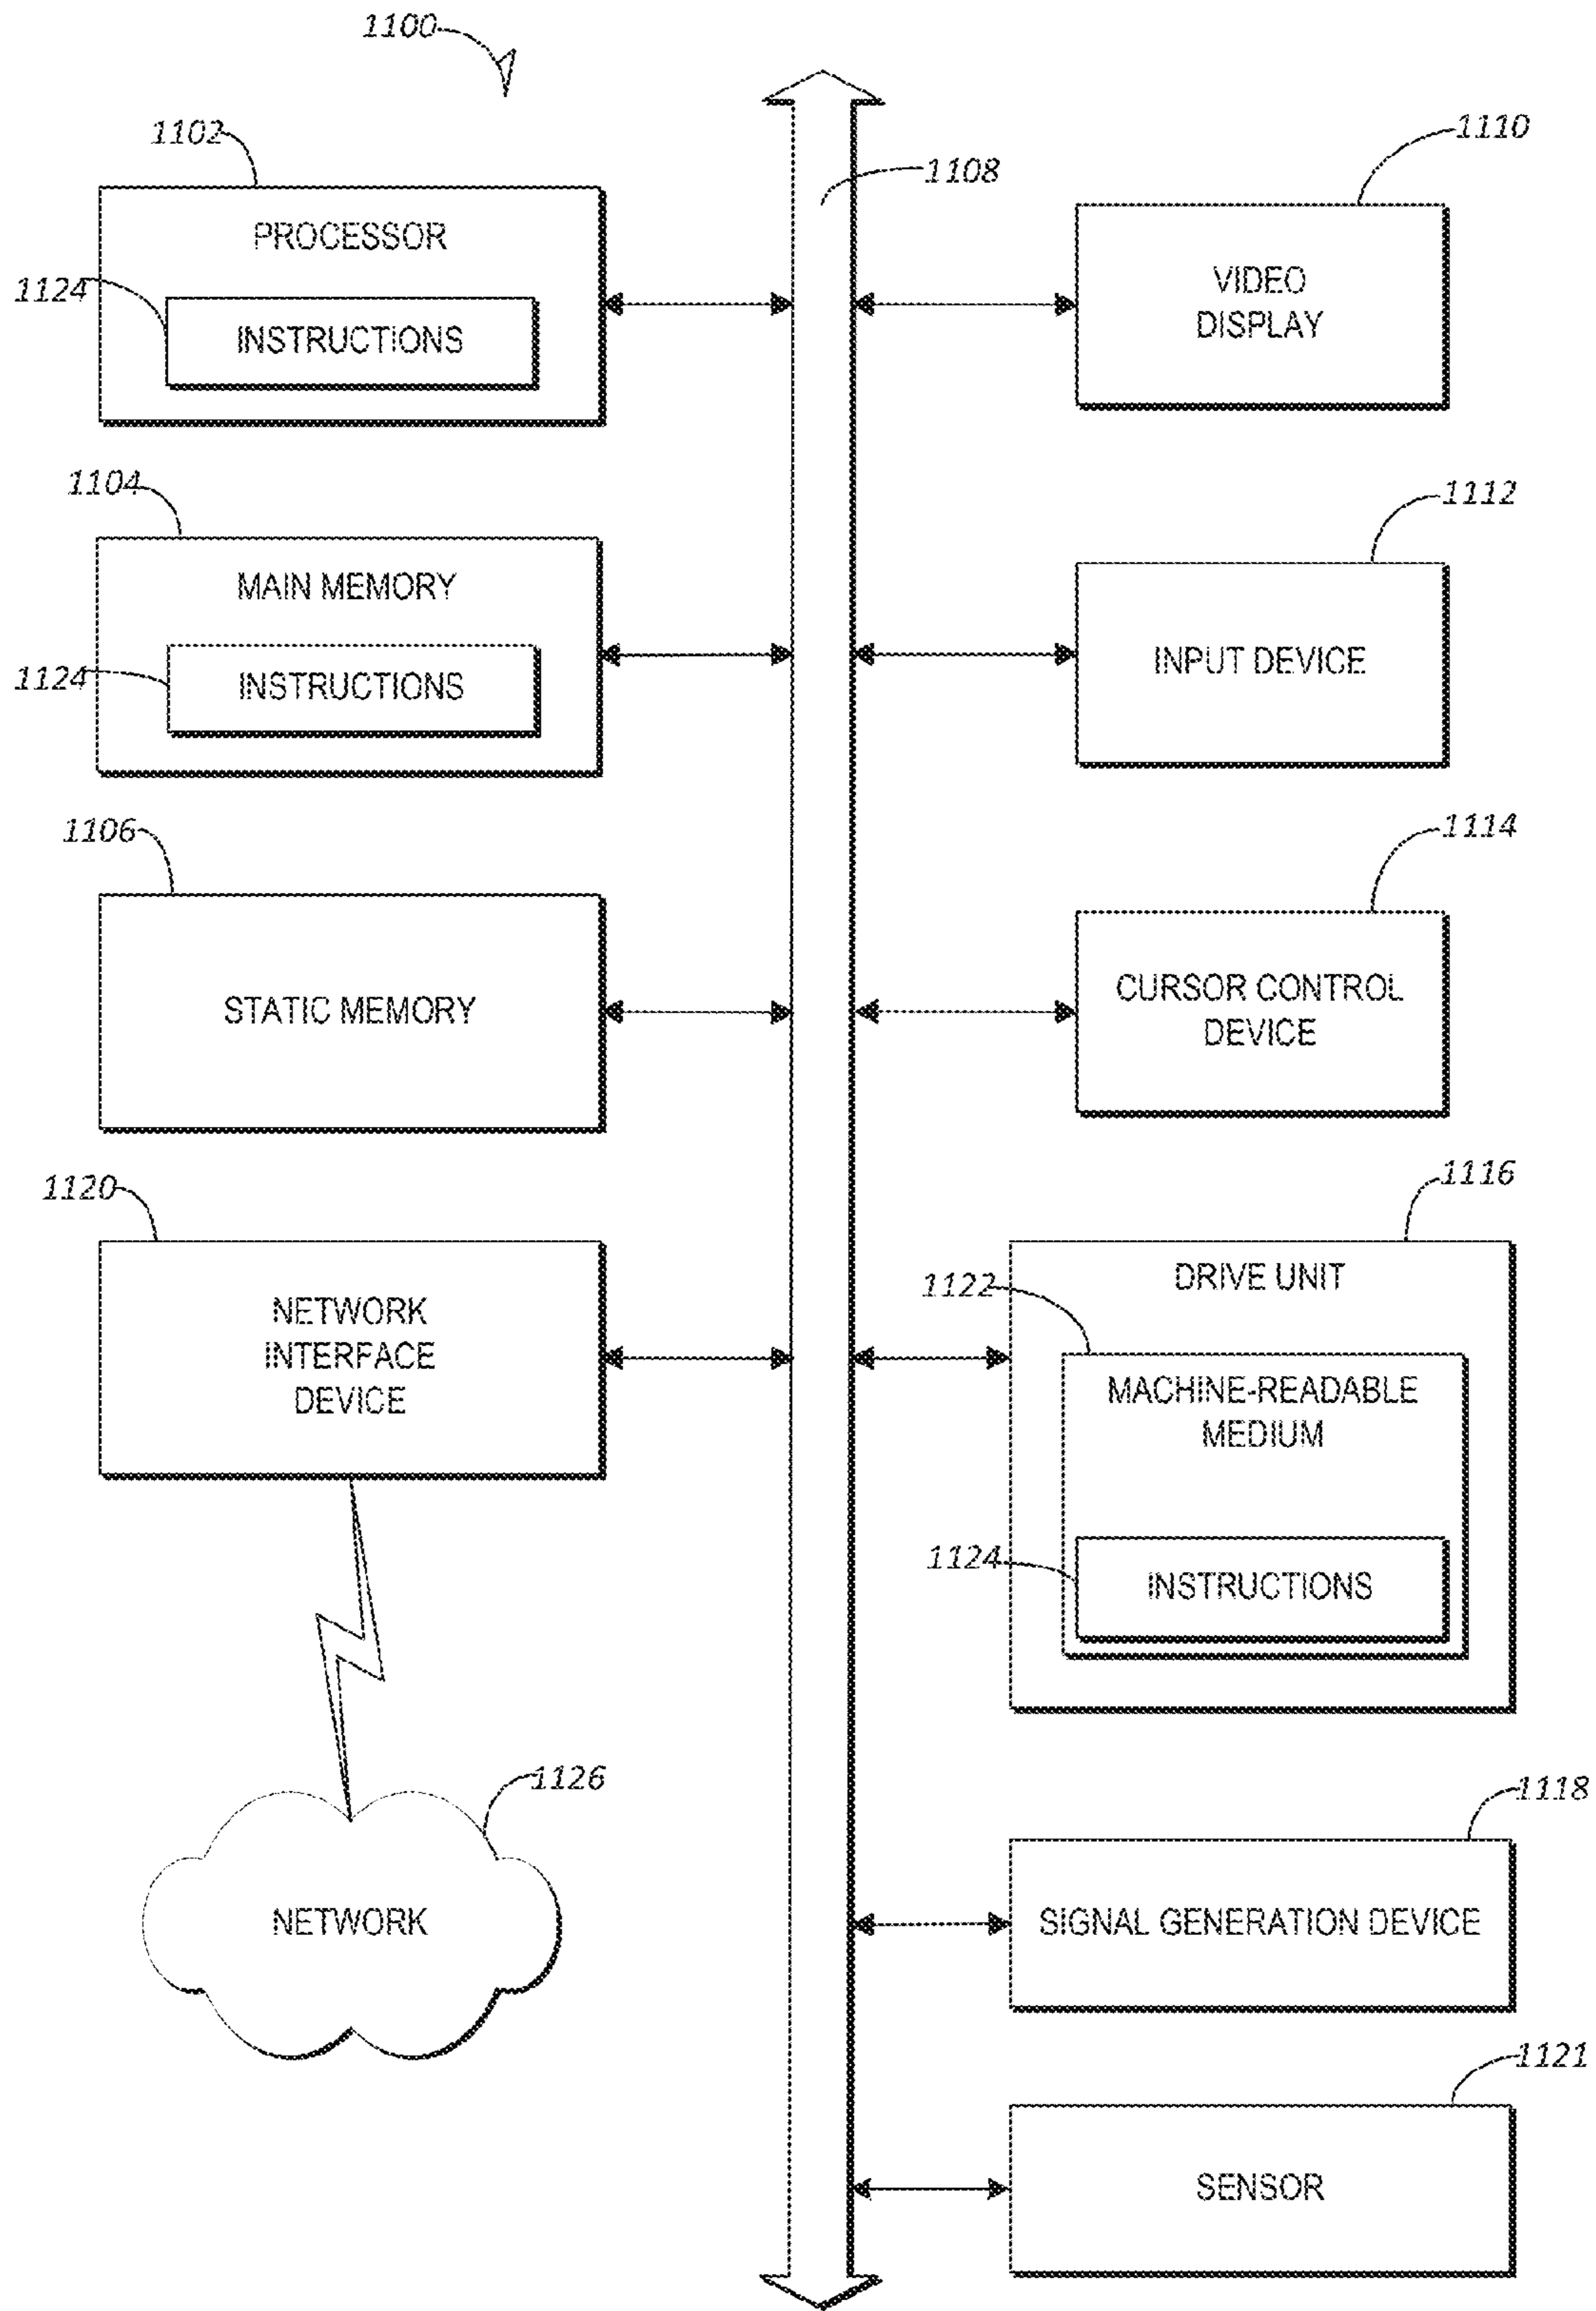 1100
1102
PROCESSOR
1124
INSTRUCTIONS
1104
MAIN MEMORY
1124
INSTRUCTIONS
1106
STATIC MEMORY
1120
NETWORK
INTERFACE
DEVICE
1126
NETWORK
1108
1110
VIDEO
DISPLAY
1112
INPUT DEVICE
1114
CURSOR CONTROL
DEVICE
1116
DRIVE UNIT
1122
MACHINE-READABLE
MEDIUM
1124
INSTRUCTIONS
1118
SIGNAL GENERATION DEVICE
1121
SENSOR